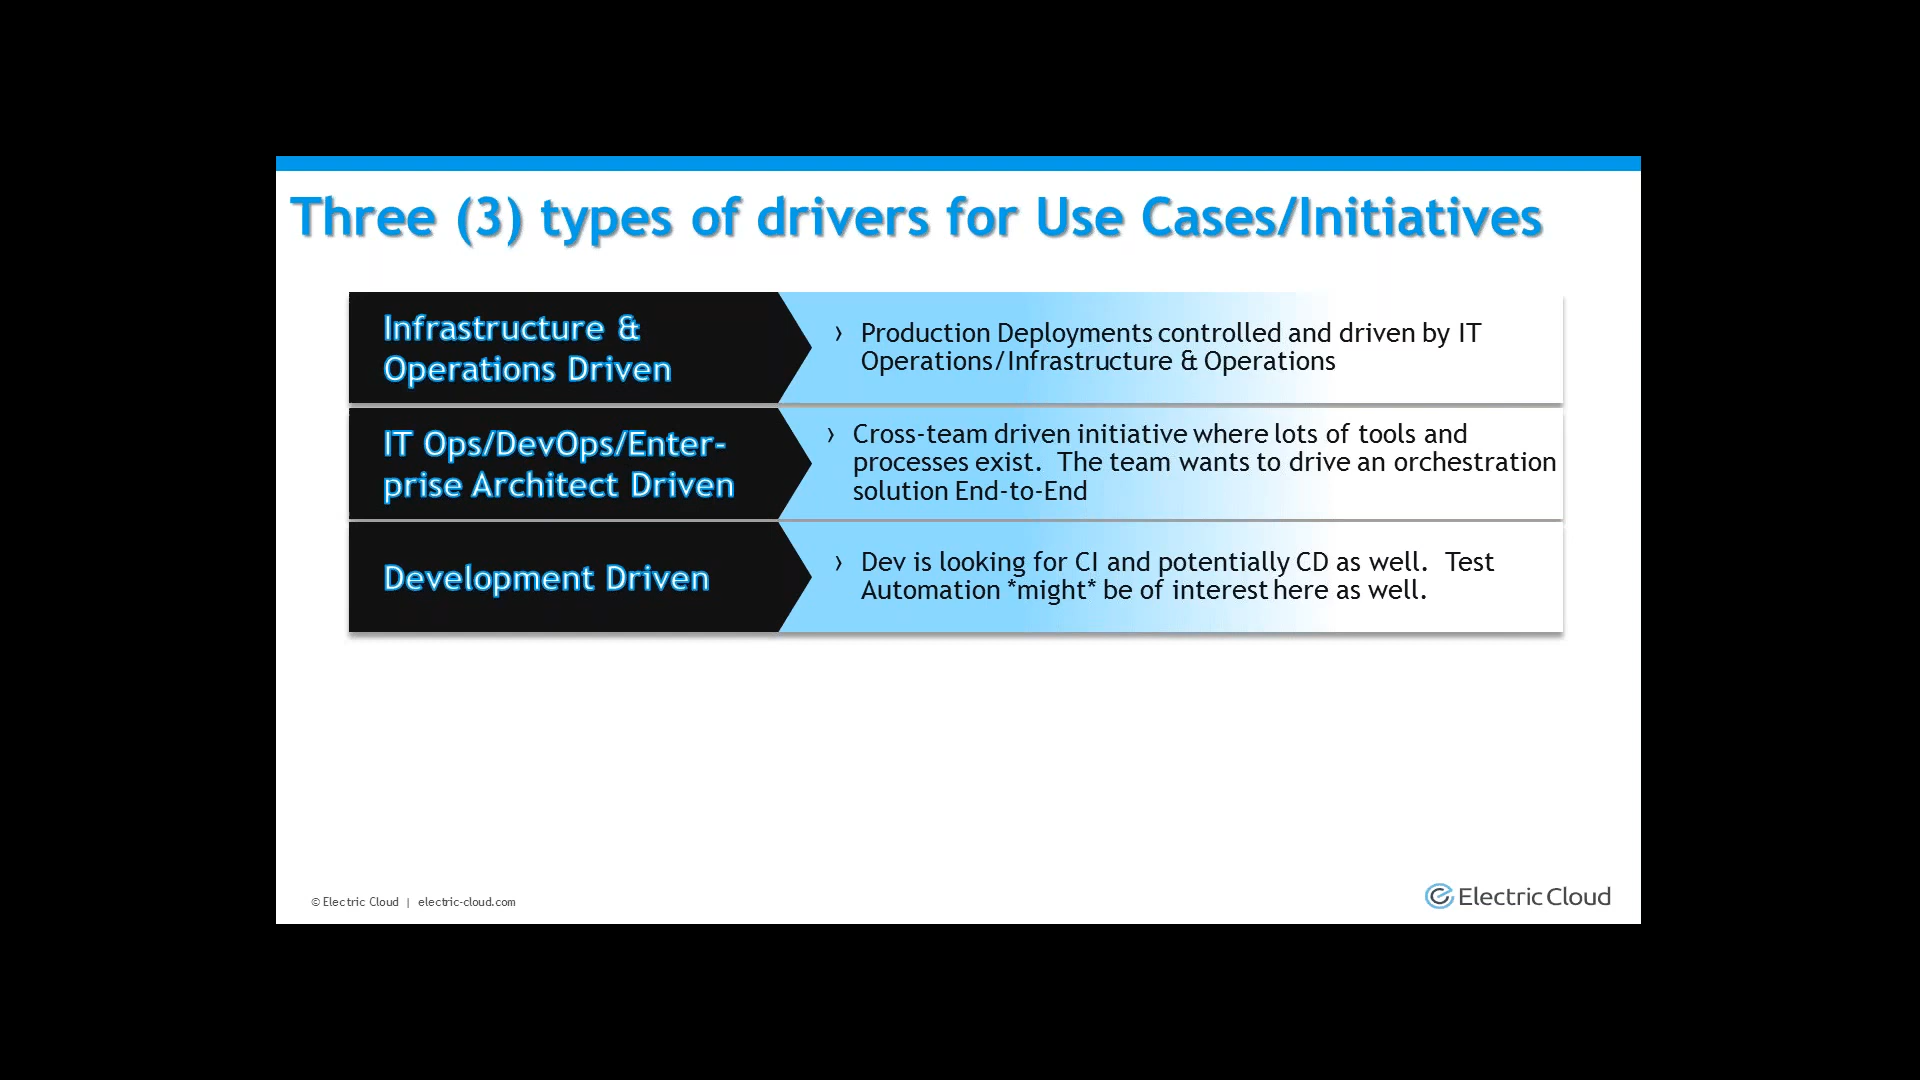 Three (3) types of drivers for Use Cases/Initiatives
Infrastructure &
Operations Driven
› Production Deployments controlled and driven by IT
Operations/Infrastructure & Operations
IT Ops/DevOps/Enter-
prise Architect Driven
› Cross-team driven initiative where lots of tools and
processes exist.  The team wants to drive an orchestration
solution End-to-End
Development Driven
› Dev is looking for CI and potentially CD as well.  Test
Automation *might* be of interest here as well.
© Electric Cloud | electric-cloud.com
Electric Cloud